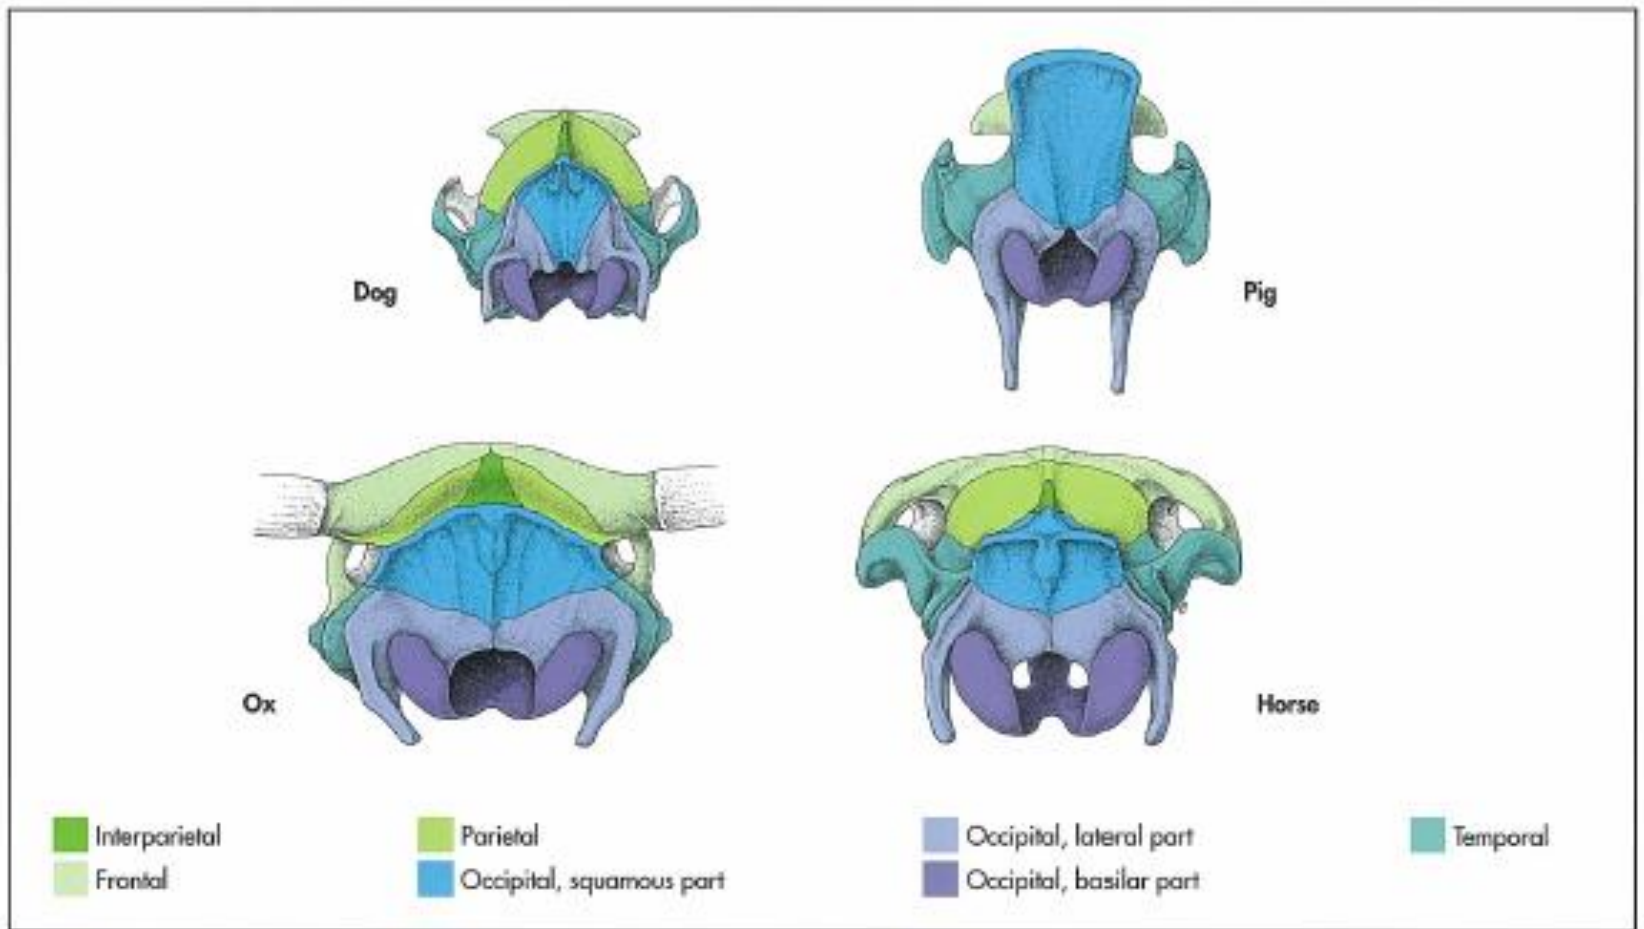 Dog
Pig
Ox
Horse
Interparietal
Parietal
Occipital, lateral part
Temporal
Frontal
Occipital, squamous part
Occipital, basilar part